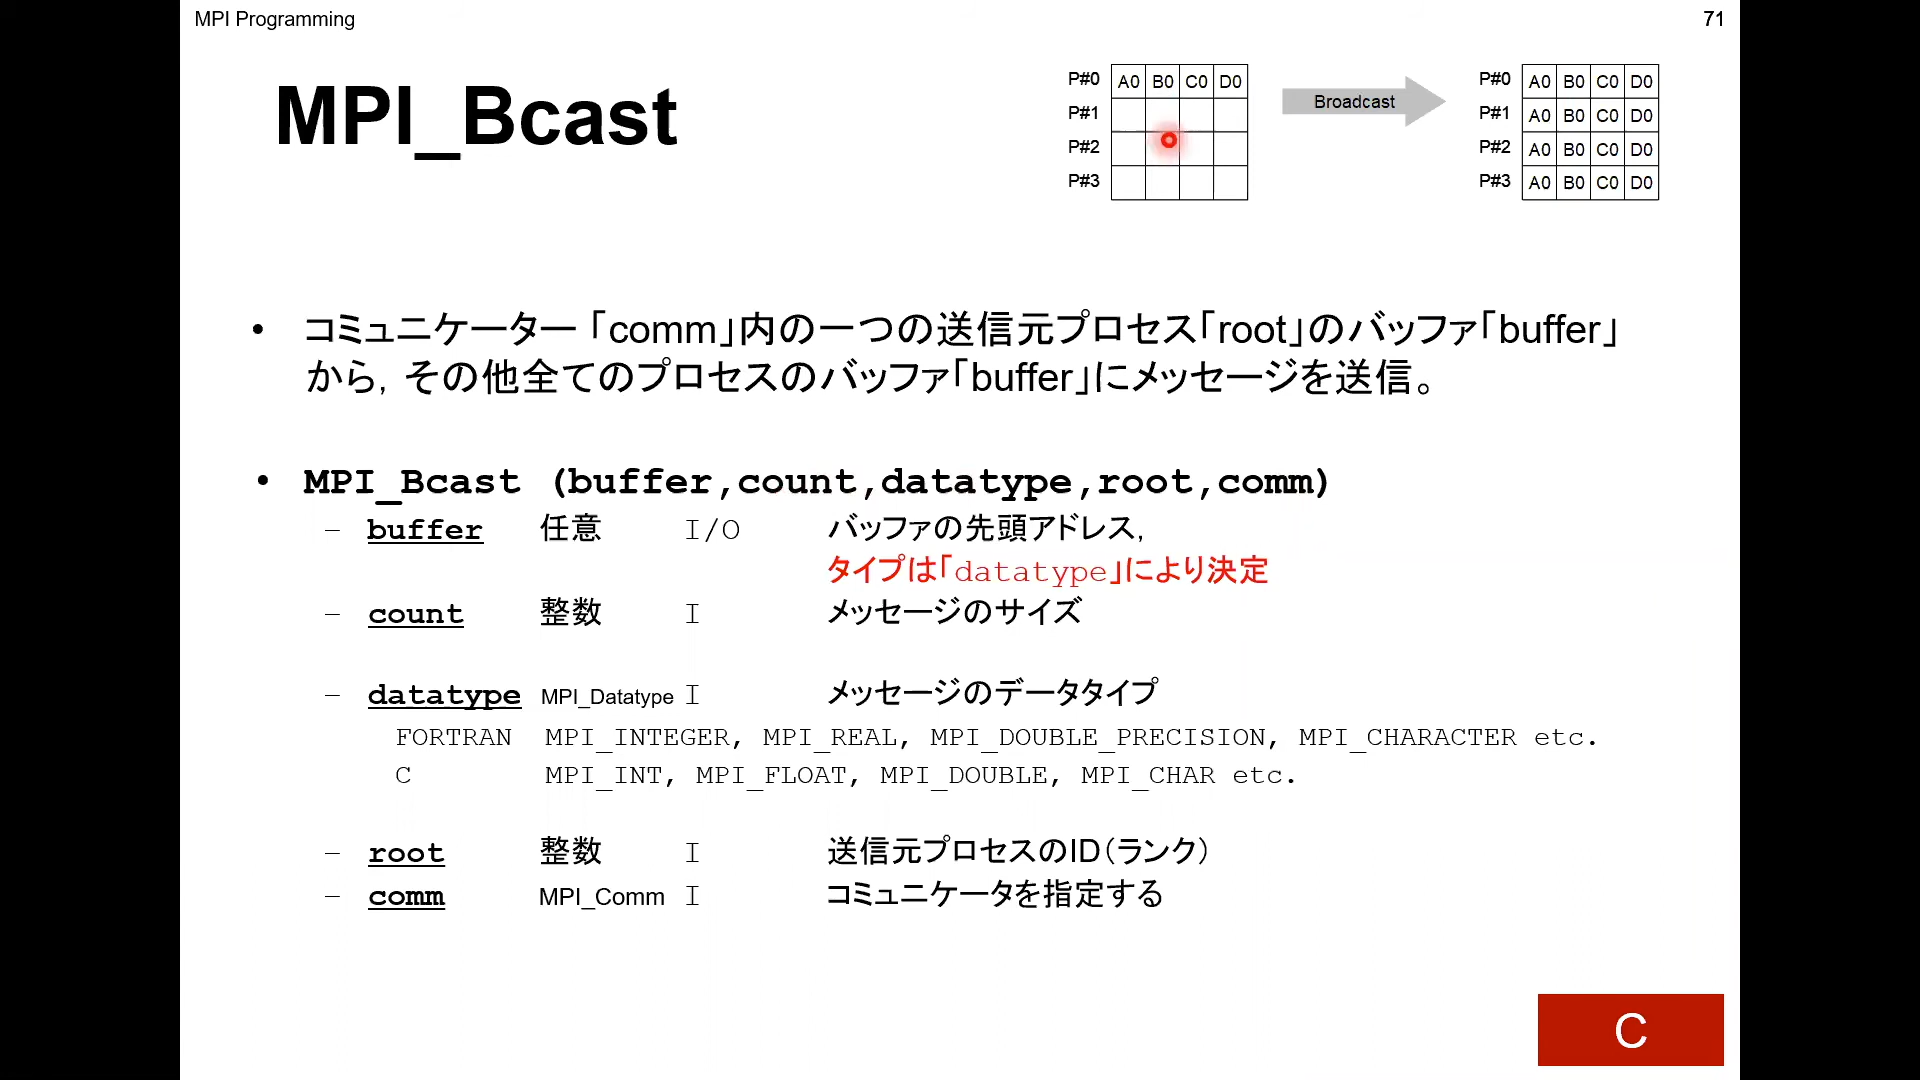 MPI Programming
71
MPI_Bcast
P#0 A0 B0 C0 D0
P#1
P#2
P#3
Broadcast
P#0 A0 B0 C0 D0
P#1 A0 B0 C0 D0
P#2 A0 B0 C0 D0
P#3 A0 B0 C0 D0
• コミュニケーター「comm」内の一つの送信元プロセス「root」のバッファ「buffer」
から，その他全てのプロセスのバッファ「buffer」にメッセージを送信。
• MPI_Bcast (buffer,count,datatype,root,comm)
– buffer 任意 I/O バッファの先頭アドレス，
タイプは「datatype」により決定
– count 整数 I メッセージのサイズ
– datatype MPI_Datatype I メッセージのデータタイプ
FORTRAN MPI_INTEGER, MPI_REAL, MPI_DOUBLE_PRECISION, MPI_CHARACTER etc.
C MPI_INT, MPI_FLOAT, MPI_DOUBLE, MPI_CHAR etc.
– root 整数 I 送信元プロセスのID（ランク）
– comm MPI_Comm I コミュニケータを指定する
C